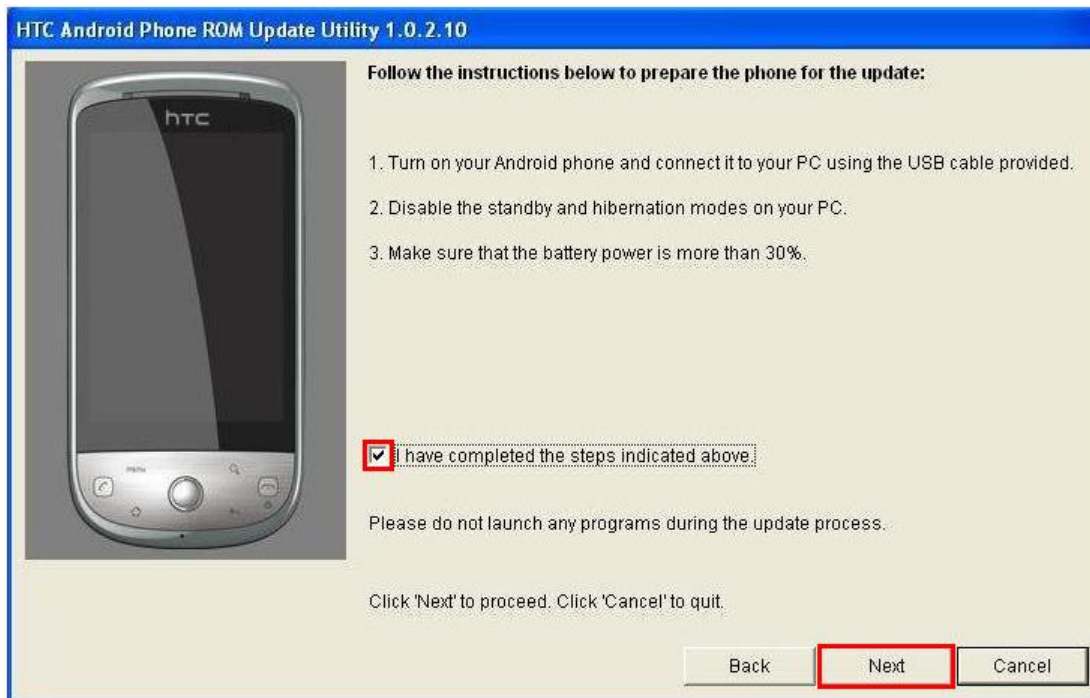 HTC Android Phone ROM Update Utility 1.0.2.10
hTC
menu
Follow the instructions below to prepare the phone for the update:
1. Turn on your Android phone and connect it to your PC using the USB cable provided.
2. Disable the standby and hibernation modes on your PC.
3. Make sure that the battery power is more than 30%.
I have completed the steps indicated above.
Please do not launch any programs during the update process.
Click 'Next' to proceed. Click 'Cancel' to quit.
Back
Next
Cancel